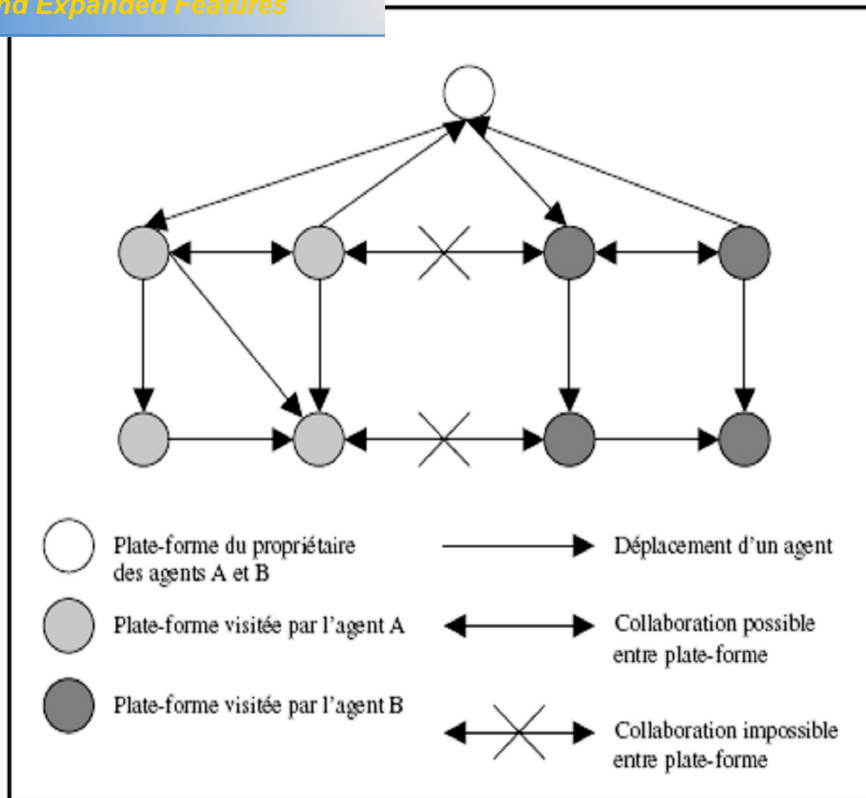 nd Expanded Features
Plate-forme du propriétaire
des agents A et B
Plate-forme visitée par l'agent A
Plate-forme visitée par l'agent B
Déplacement d'un agent
Collaboration possible
entre plate-forme
Collaboration impossible
entre plate-forme